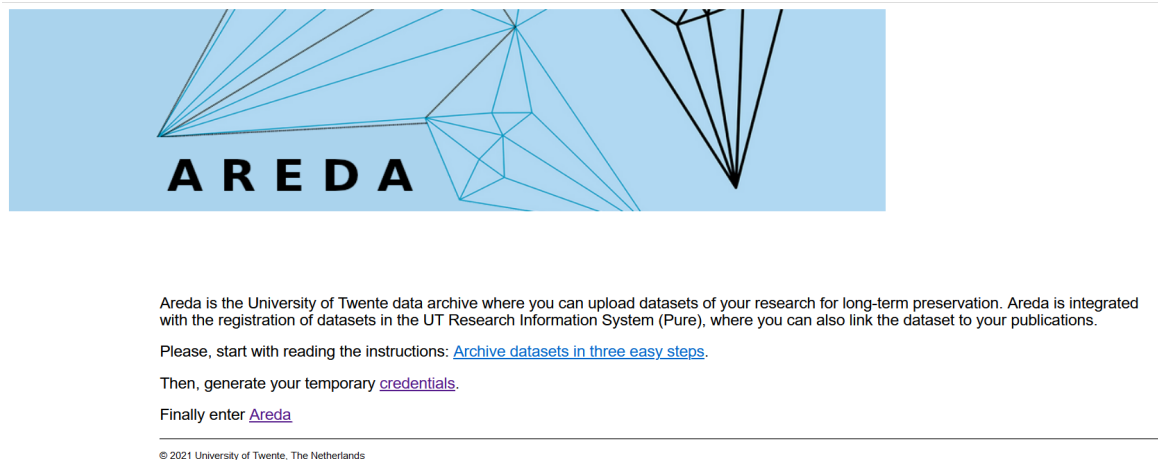 AREDA
Areda is the University of Twente data archive where you can upload datasets of your research for long-term preservation. Areda is integrated
with the registration of datasets in the UT Research Information System (Pure), where you can also link the dataset to your publications.
Please, start with reading the instructions: Archive datasets in three easy steps.
Then, generate your temporary credentials.
Finally enter Areda
© 2021 University of Twente, The Netherlands